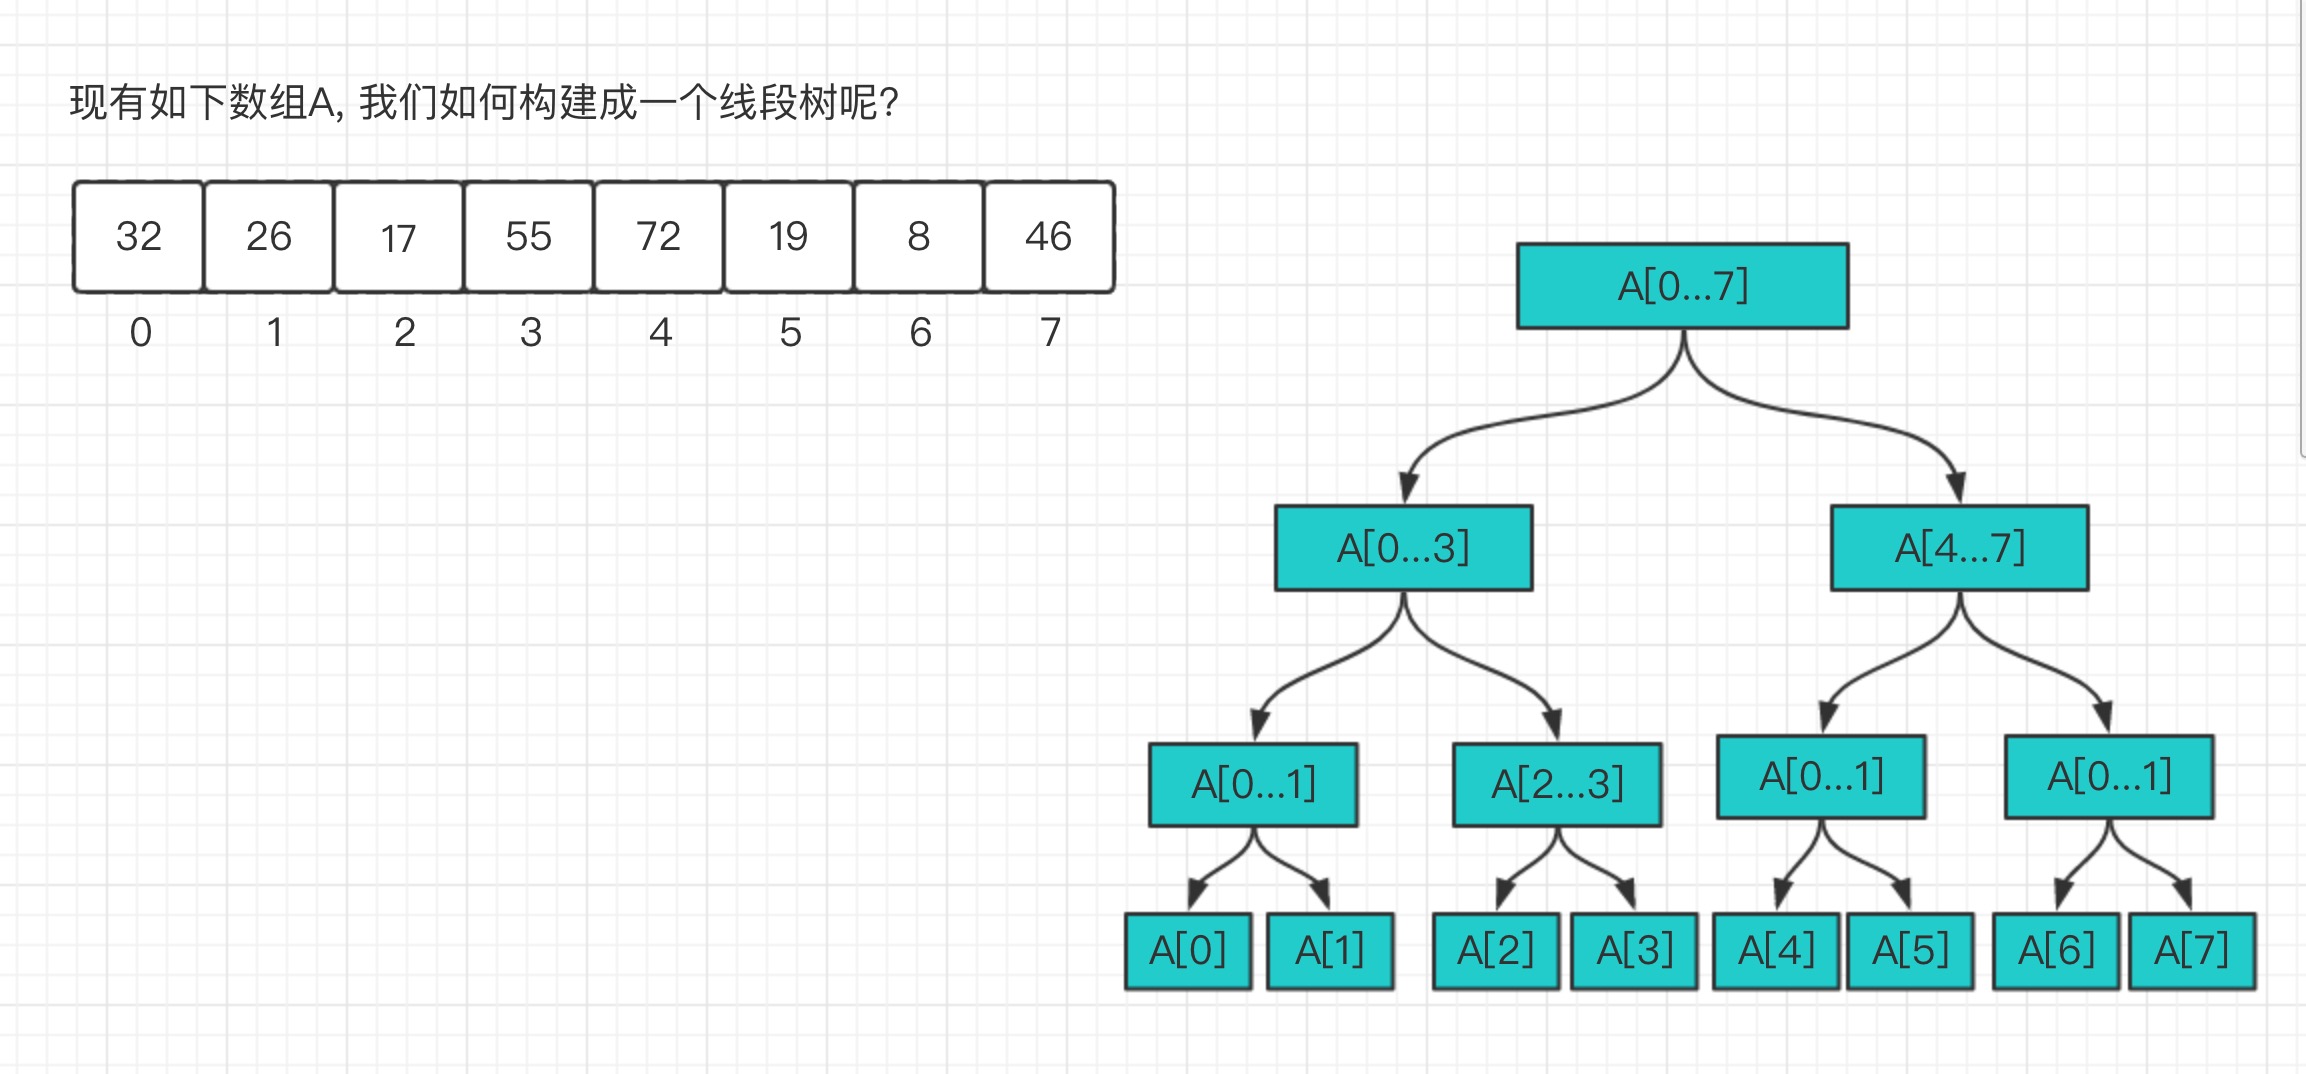 现有如下数组A, 我们如何构建成一个线段树呢?
32 26 17 55 72 19 8 46
0 1 2 3 4 5 6 7
A[0...7]
A[0...3] A[4...7]
A[0...1] A[2...3] A[0...1] A[0...1]
A[0] A[1] A[2] A[3] A[4] A[5] A[6] A[7]